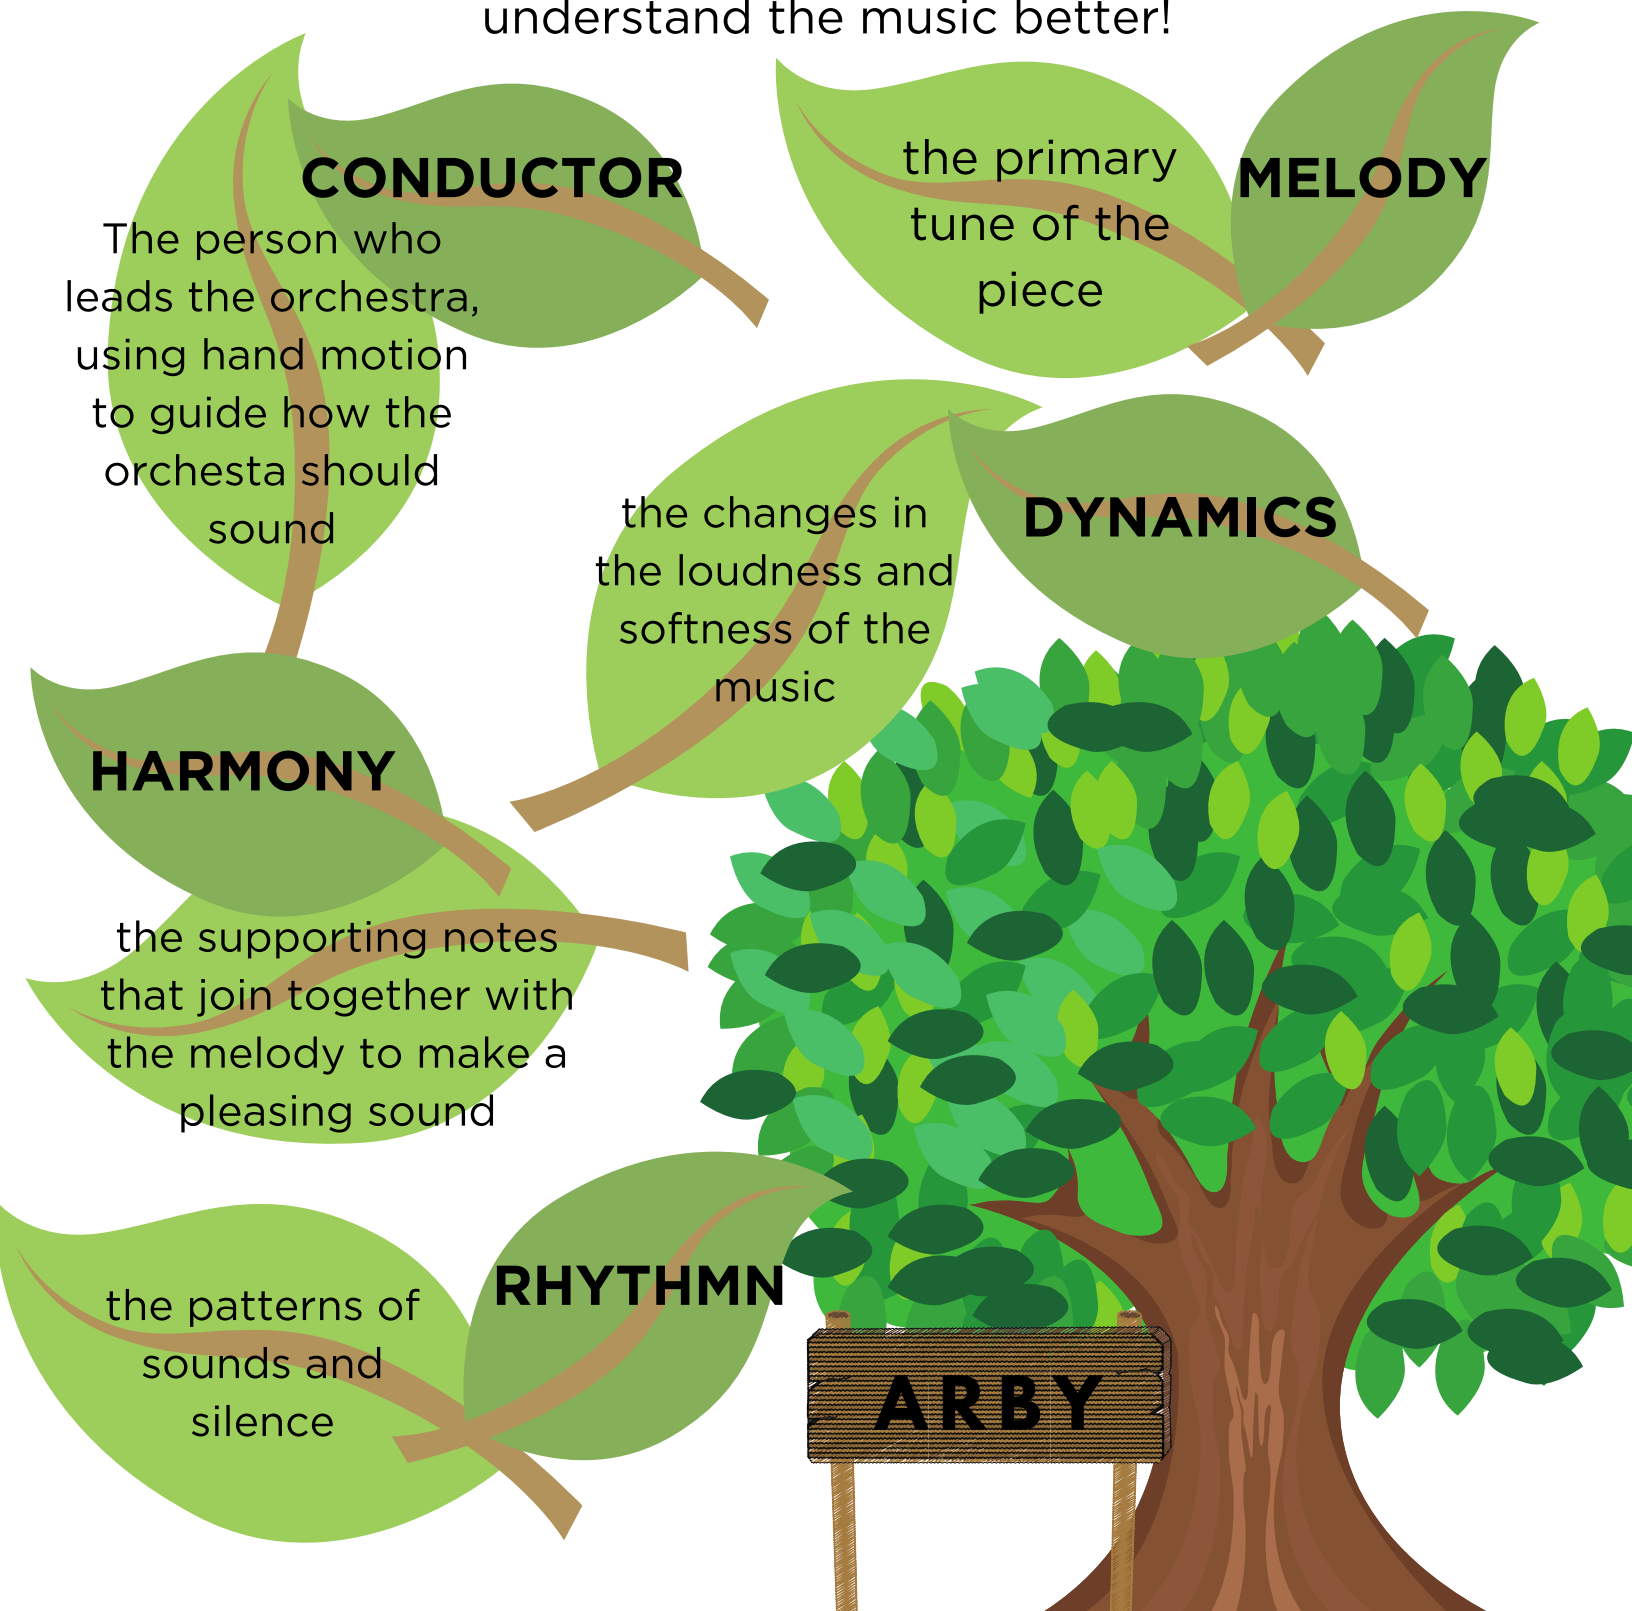 understand the music better!
CONDUCTOR
The person who
leads the orchestra,
using hand motion
to guide how the
orchesta should
sound
MELODY
the primary
tune of the
piece
DYNAMICS
the changes in
the loudness and
softness of the
music
HARMONY
the supporting notes
that join together with
the melody to make a
pleasing sound
RHYTHMN
the patterns of
sounds and
silence
ARBY